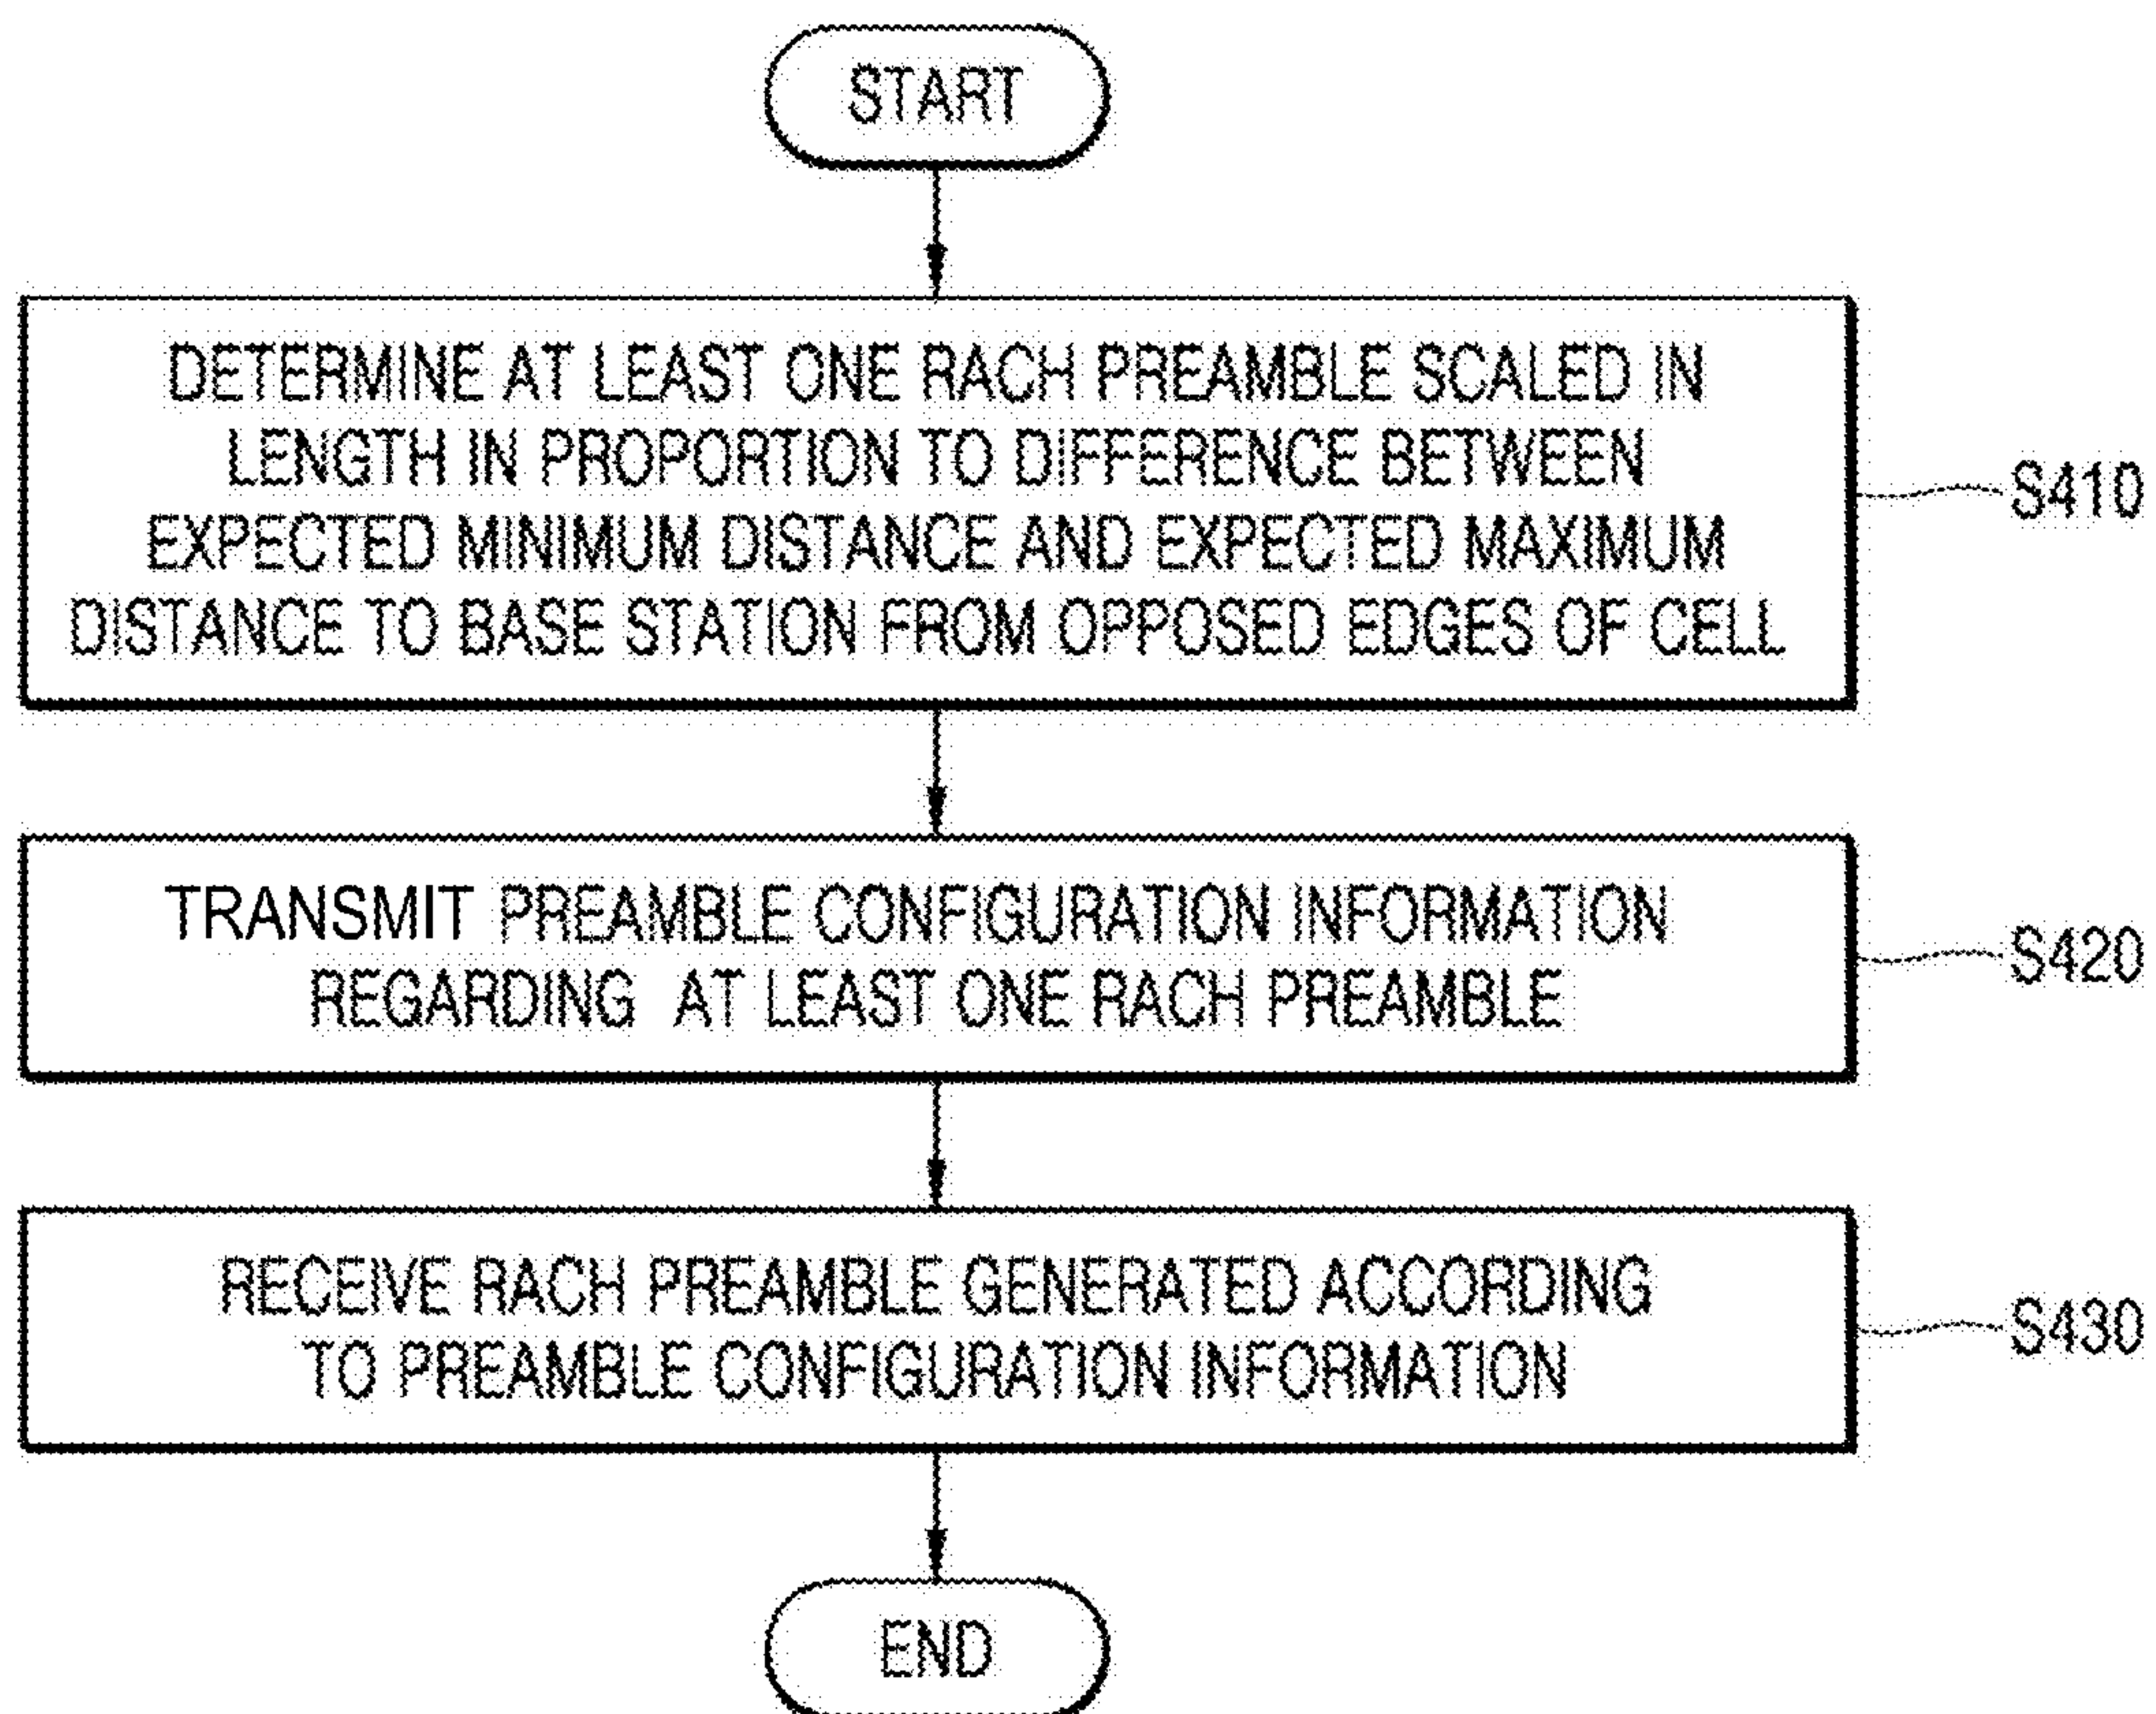 START
DETERMINE AT LEAST ONE RACH PREAMBLE SCALED IN
LENGTH IN PROPORTION TO DIFFERENCE BETWEEN
EXPECTED MINIMUM DISTANCE AND EXPECTED MAXIMUM
DISTANCE TO BASE STATION FROM OPPOSED EDGES OF CELL
S410
TRANSMIT PREAMBLE CONFIGURATION INFORMATION
REGARDING AT LEAST ONE RACH PREAMBLE
S420
RECEIVE RACH PREAMBLE GENERATED ACCORDING
TO PREAMBLE CONFIGURATION INFORMATION
S430
END